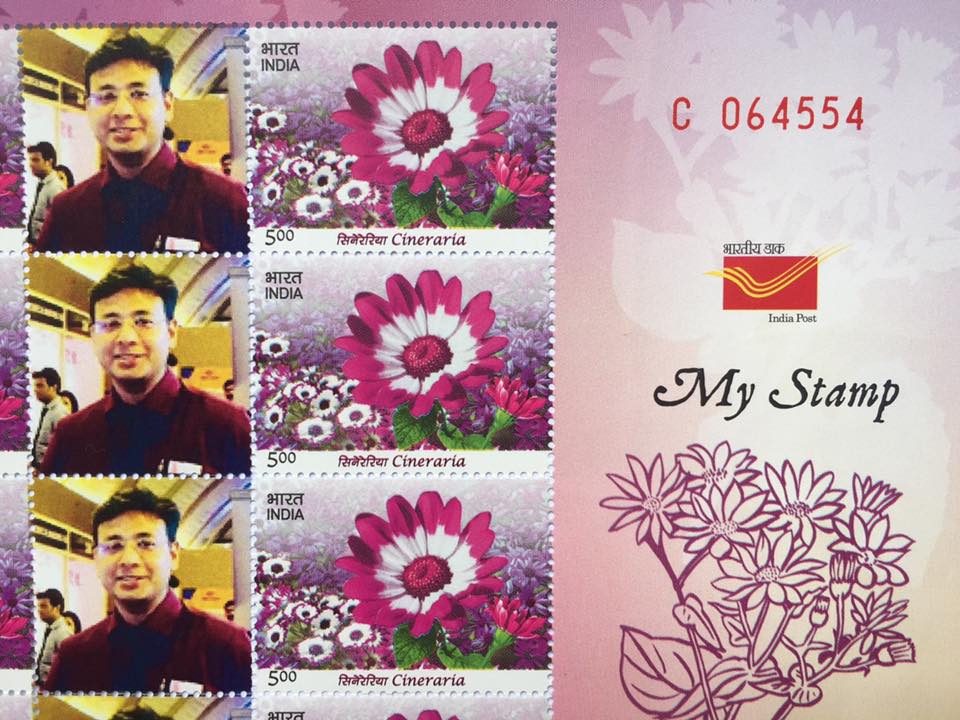 भारत
INDIA
5.00
सिनेरेरिया Cineraria
भारत
INDIA
5.00
सिनेरेरिया Cineraria
भारत
INDIA
5.00
सिनेरेरिया Cineraria
भारत
C 064554
भारतीय डाक
India Post
My Stamp